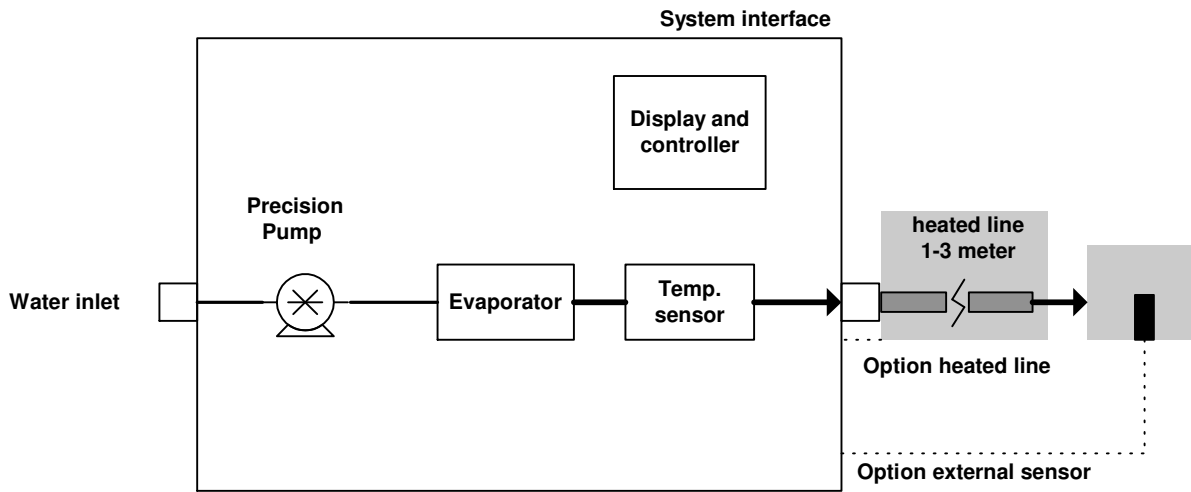 System interface
Display and
controller
Precision
Pump
heated line
1-3 meter
Water inlet
Evaporator
Temp.
sensor
Option heated line
Option external sensor